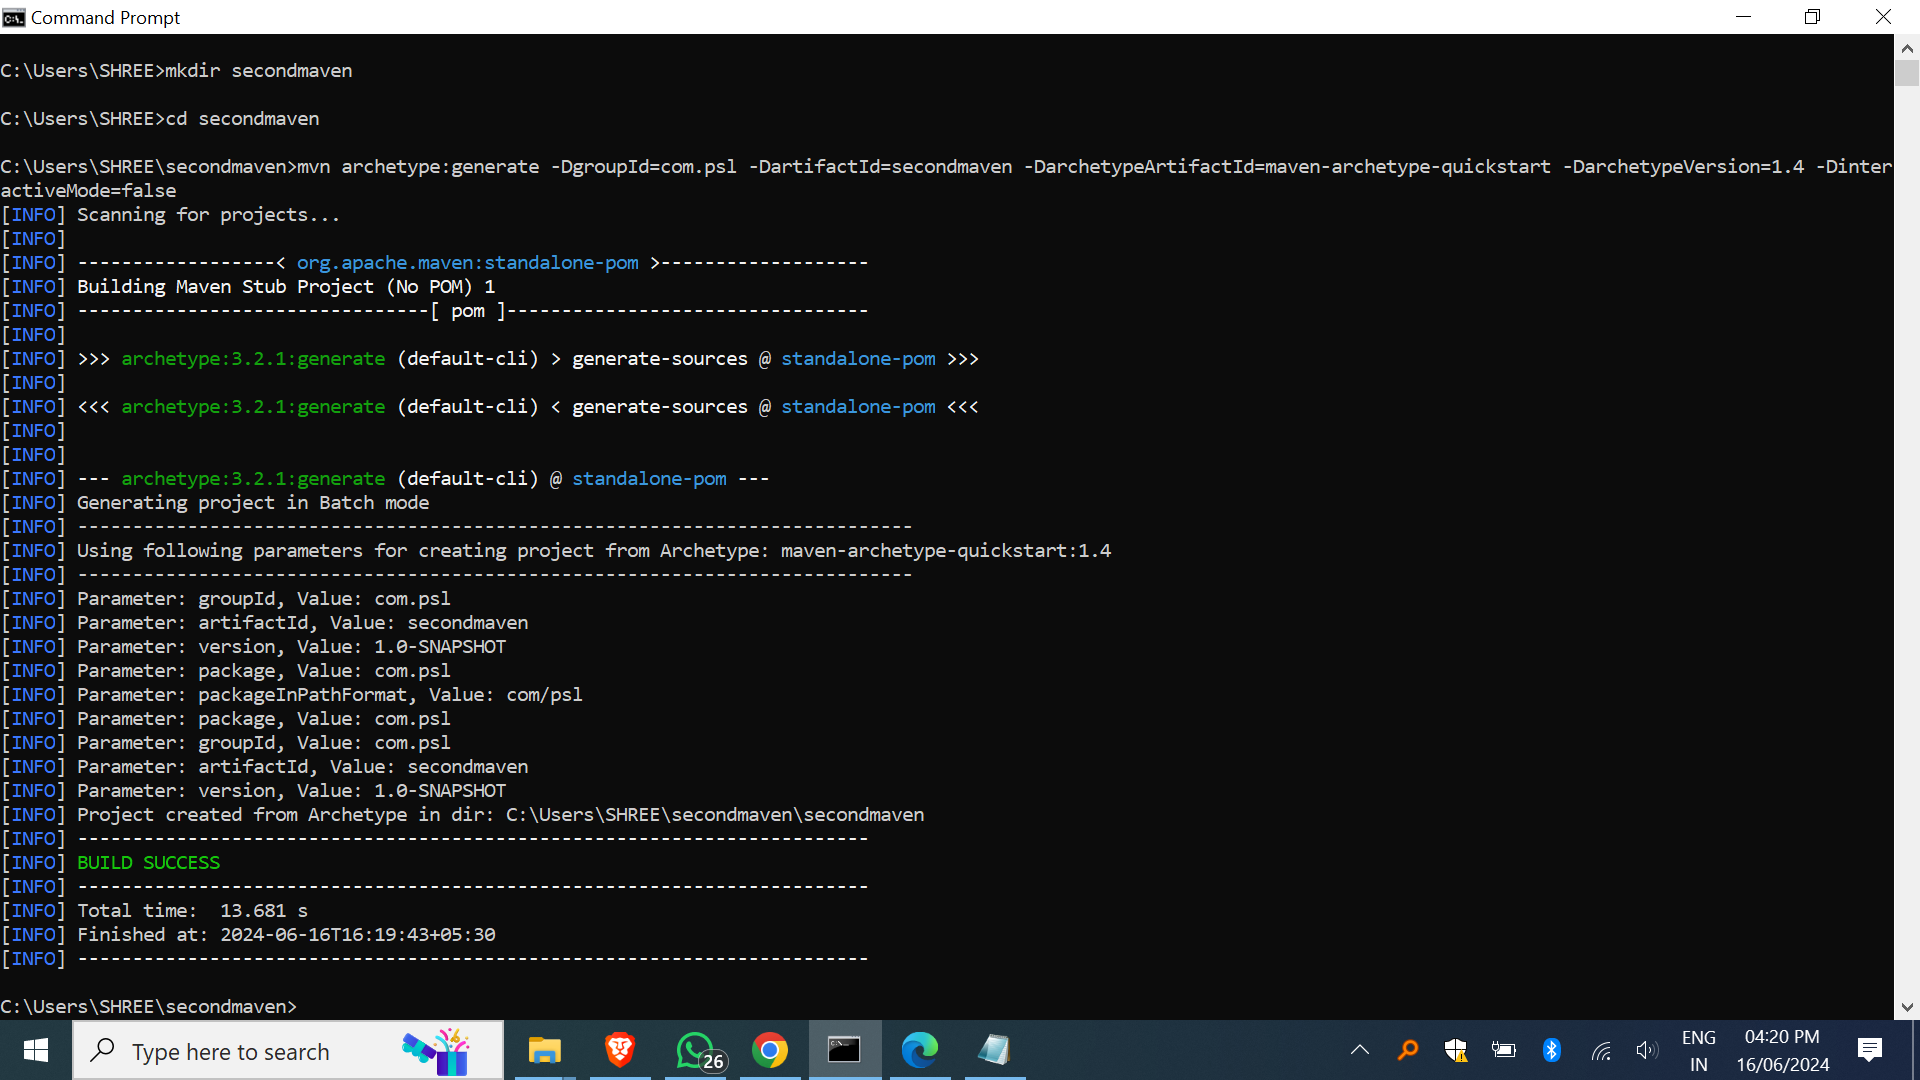 Command Prompt
C:\Users\SHREE>mkdir secondmaven
C:\Users\SHREE>cd secondmaven
C:\Users\SHREE\secondmaven>mvn archetype:generate -DgroupId=com.psl -DartifactId=secondmaven -DarchetypeArtifactId=maven-archetype-quickstart -DarchetypeVersion=1.4 -Dinter
activeMode=false
[INFO] Scanning for projects...
[INFO]
[INFO] ------------------< org.apache.maven:standalone-pom >-------------------
[INFO] Building Maven Stub Project (No POM) 1
[INFO] --------------------------------[ pom ]---------------------------------
[INFO]
[INFO] >>> archetype:3.2.1:generate (default-cli) > generate-sources @ standalone-pom >>>
[INFO]
[INFO] <<< archetype:3.2.1:generate (default-cli) < generate-sources @ standalone-pom <<<
[INFO]
[INFO]
[INFO] --- archetype:3.2.1:generate (default-cli) @ standalone-pom ---
[INFO] Generating project in Batch mode
[INFO] ----------------------------------------------------------------------------
[INFO] Using following parameters for creating project from Archetype: maven-archetype-quickstart:1.4
[INFO] ----------------------------------------------------------------------------
[INFO] Parameter: groupId, Value: com.psl
[INFO] Parameter: artifactId, Value: secondmaven
[INFO] Parameter: version, Value: 1.0-SNAPSHOT
[INFO] Parameter: package, Value: com.psl
[INFO] Parameter: packageInPathFormat, Value: com/psl
[INFO] Parameter: package, Value: com.psl
[INFO] Parameter: groupId, Value: com.psl
[INFO] Parameter: artifactId, Value: secondmaven
[INFO] Parameter: version, Value: 1.0-SNAPSHOT
[INFO] Project created from Archetype in dir: C:\Users\SHREE\secondmaven\secondmaven
[INFO] ------------------------------------------------------------------------
[INFO] BUILD SUCCESS
[INFO] ------------------------------------------------------------------------
[INFO] Total time:  13.681 s
[INFO] Finished at: 2024-06-16T16:19:43+05:30
[INFO] ------------------------------------------------------------------------
C:\Users\SHREE\secondmaven>
Type here to search
26
ENG
IN
04:20 PM
16/06/2024